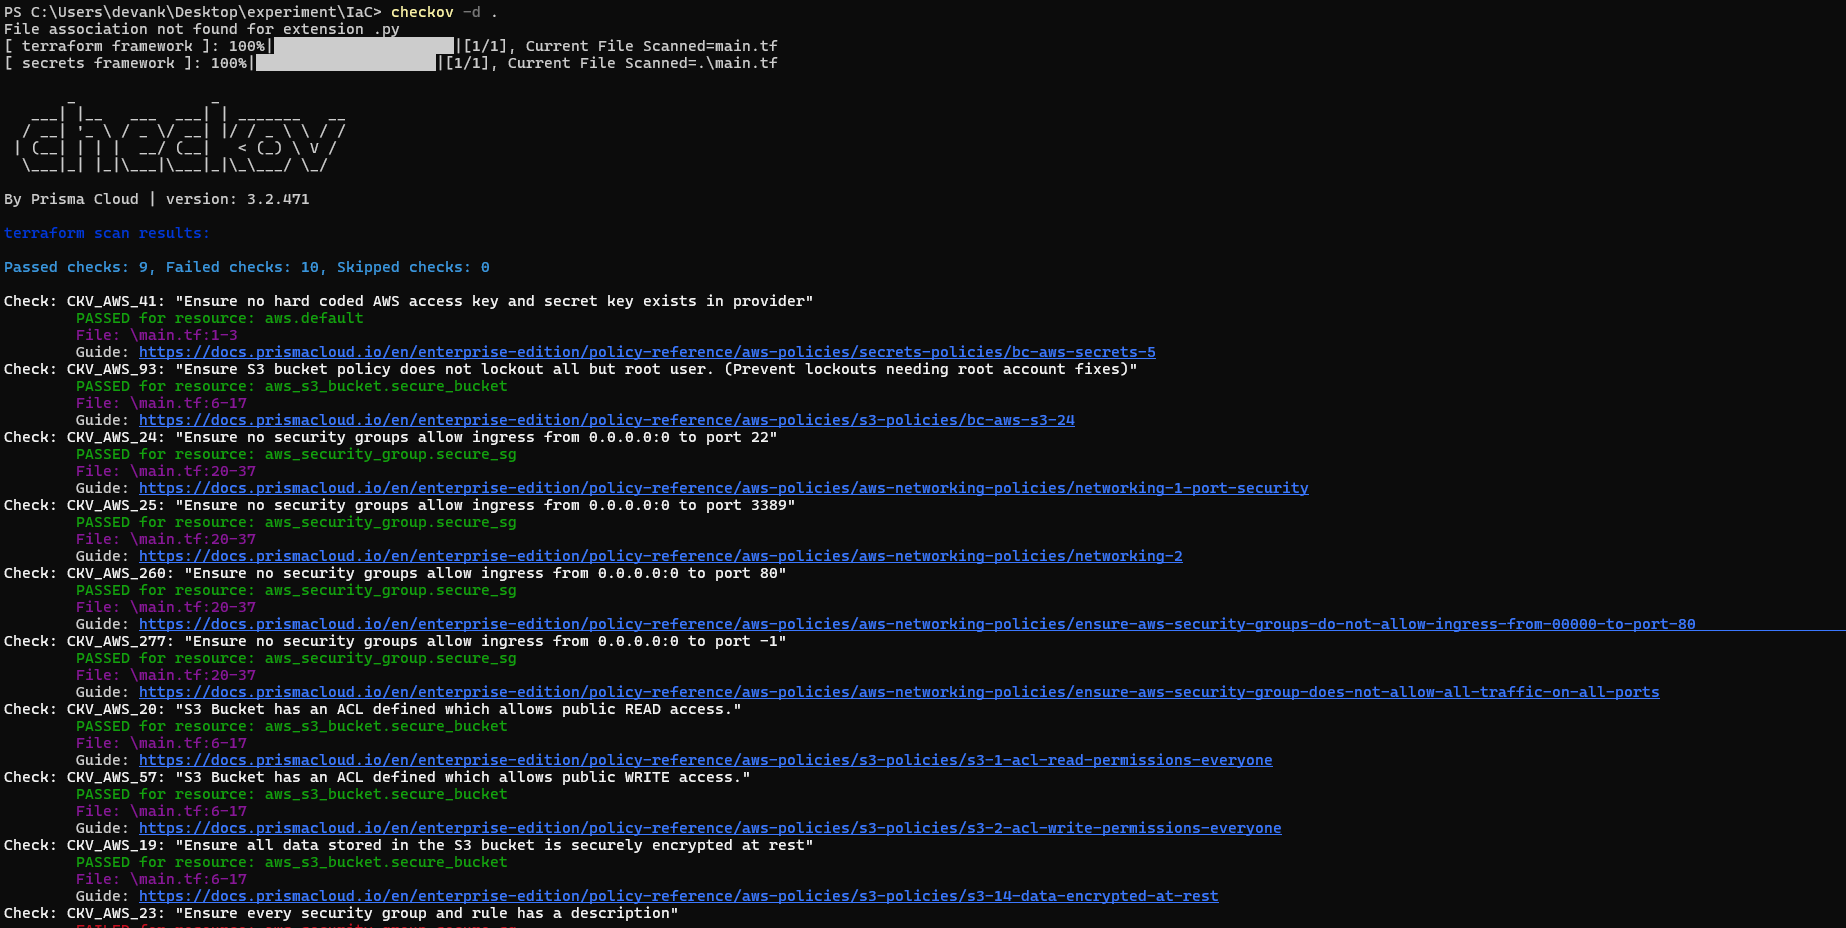 PS C:\Users\devank\Desktop\experiment\IaC> checkov -d .
File association not found for extension .py
[ terraform framework ]: 100%|████████████████████|[1/1], Current File Scanned=main.tf
[ secrets framework ]: 100%|████████████████████|[1/1], Current File Scanned=.\main.tf
       _               _
   ___| |__   ___  ___| | _______   __
  / __| '_ \ / _ \/ __| |/ / _ \ \ / /
 | (__| | | |  __/ (__|   < (_) \ V /
  \___|_| |_|\___|\___|_|\_\___/ \_/
By Prisma Cloud | version: 3.2.471
terraform scan results:
Passed checks: 9, Failed checks: 10, Skipped checks: 0
Check: CKV_AWS_41: "Ensure no hard coded AWS access key and secret key exists in provider"
        PASSED for resource: aws.default
        File: \main.tf:1-3
        Guide: https://docs.prismacloud.io/en/enterprise-edition/policy-reference/aws-policies/secrets-policies/bc-aws-secrets-5
Check: CKV_AWS_93: "Ensure S3 bucket policy does not lockout all but root user. (Prevent lockouts needing root account fixes)"
        PASSED for resource: aws_s3_bucket.secure_bucket
        File: \main.tf:6-17
        Guide: https://docs.prismacloud.io/en/enterprise-edition/policy-reference/aws-policies/s3-policies/bc-aws-s3-24
Check: CKV_AWS_24: "Ensure no security groups allow ingress from 0.0.0.0:0 to port 22"
        PASSED for resource: aws_security_group.secure_sg
        File: \main.tf:20-37
        Guide: https://docs.prismacloud.io/en/enterprise-edition/policy-reference/aws-policies/aws-networking-policies/networking-1-port-security
Check: CKV_AWS_25: "Ensure no security groups allow ingress from 0.0.0.0:0 to port 3389"
        PASSED for resource: aws_security_group.secure_sg
        File: \main.tf:20-37
        Guide: https://docs.prismacloud.io/en/enterprise-edition/policy-reference/aws-policies/aws-networking-policies/networking-2
Check: CKV_AWS_260: "Ensure no security groups allow ingress from 0.0.0.0:0 to port 80"
        PASSED for resource: aws_security_group.secure_sg
        File: \main.tf:20-37
        Guide: https://docs.prismacloud.io/en/enterprise-edition/policy-reference/aws-policies/aws-networking-policies/ensure-aws-security-groups-do-not-allow-ingress-from-00000-to-port-80
Check: CKV_AWS_277: "Ensure no security groups allow ingress from 0.0.0.0:0 to port -1"
        PASSED for resource: aws_security_group.secure_sg
        File: \main.tf:20-37
        Guide: https://docs.prismacloud.io/en/enterprise-edition/policy-reference/aws-policies/aws-networking-policies/ensure-aws-security-group-does-not-allow-all-traffic-on-all-ports
Check: CKV_AWS_20: "S3 Bucket has an ACL defined which allows public READ access."
        PASSED for resource: aws_s3_bucket.secure_bucket
        File: \main.tf:6-17
        Guide: https://docs.prismacloud.io/en/enterprise-edition/policy-reference/aws-policies/s3-policies/s3-1-acl-read-permissions-everyone
Check: CKV_AWS_57: "S3 Bucket has an ACL defined which allows public WRITE access."
        PASSED for resource: aws_s3_bucket.secure_bucket
        File: \main.tf:6-17
        Guide: https://docs.prismacloud.io/en/enterprise-edition/policy-reference/aws-policies/s3-policies/s3-2-acl-write-permissions-everyone
Check: CKV_AWS_19: "Ensure all data stored in the S3 bucket is securely encrypted at rest"
        PASSED for resource: aws_s3_bucket.secure_bucket
        File: \main.tf:6-17
        Guide: https://docs.prismacloud.io/en/enterprise-edition/policy-reference/aws-policies/s3-policies/s3-14-data-encrypted-at-rest
Check: CKV_AWS_23: "Ensure every security group and rule has a description"
        FAILED for resource: aws_security_group.secure_sg